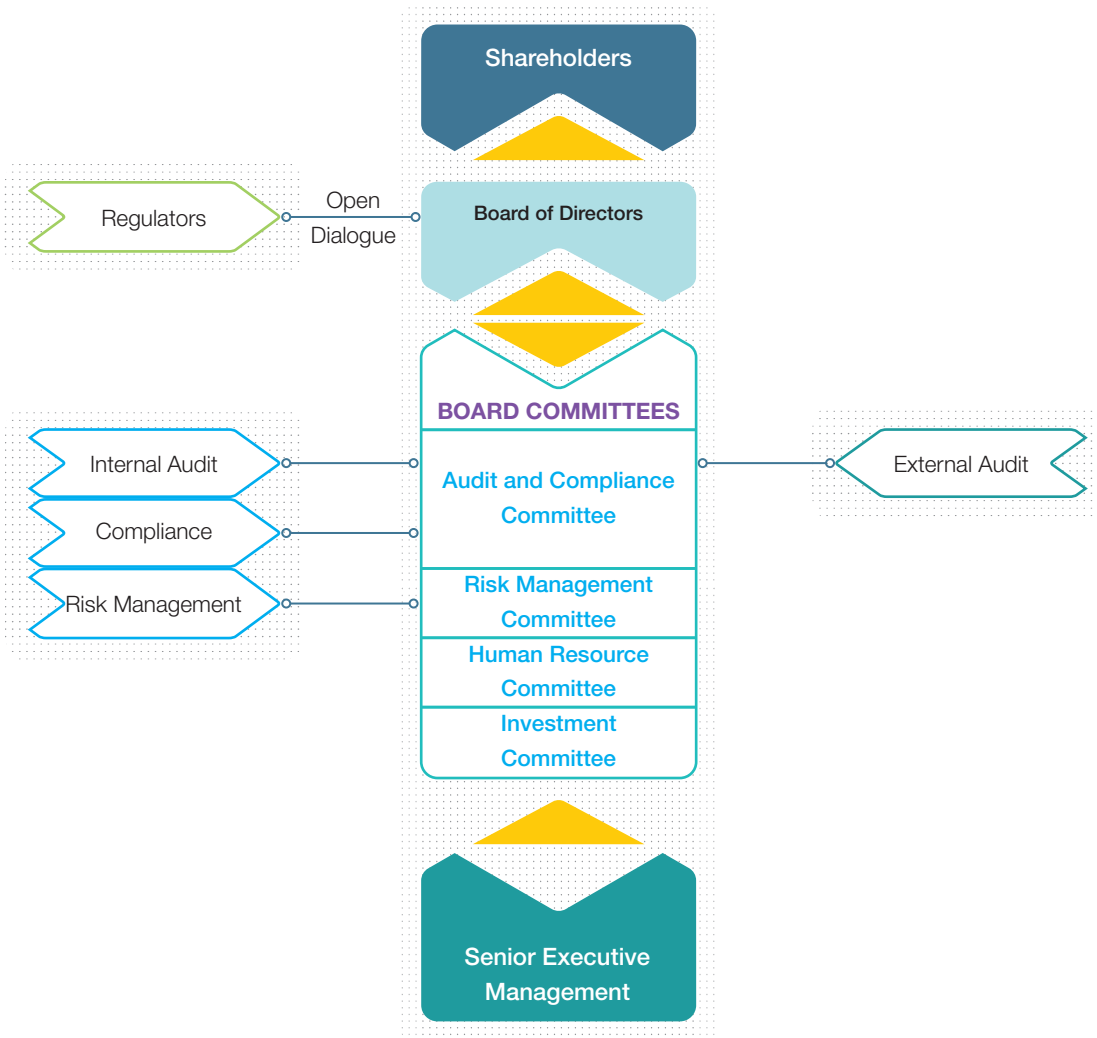 Shareholders
Regulators
Open
Dialogue
Board of Directors
BOARD COMMITTEES
Internal Audit
Compliance
Risk Management
Audit and Compliance
Committee
Risk Management
Committee
Human Resource
Committee
Investment
Committee
External Audit
Senior Executive
Management